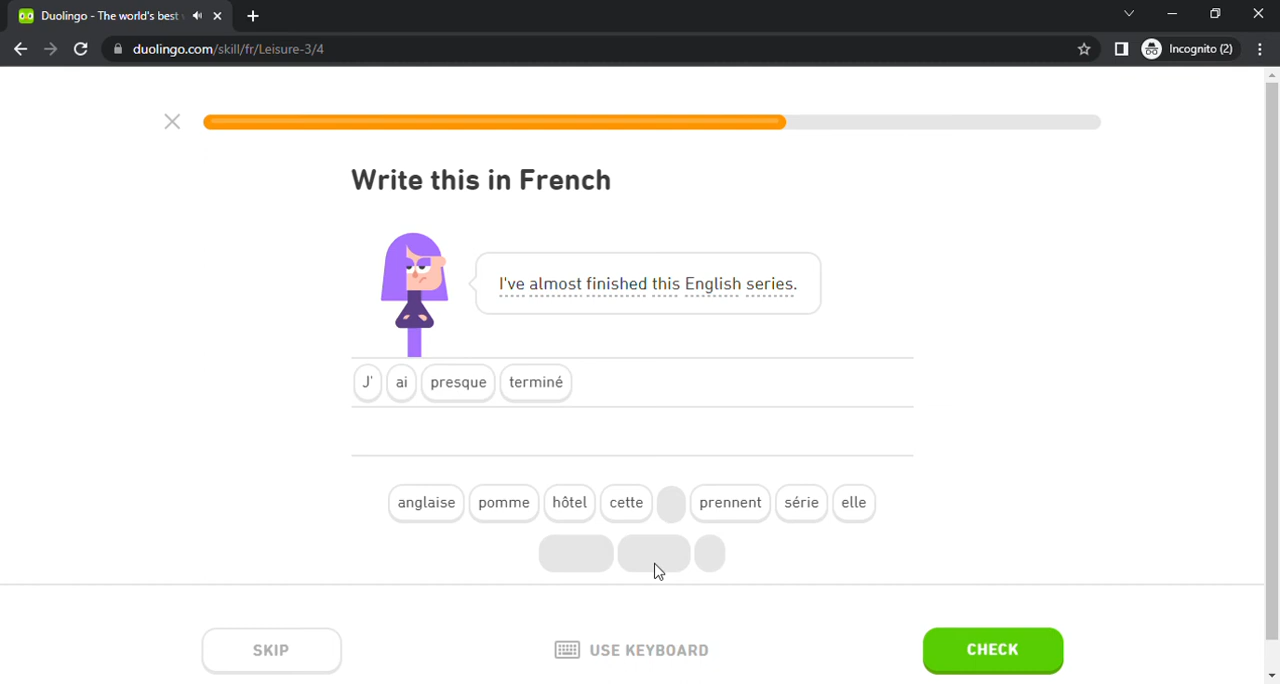 Duolingo - The world's best
duolingo.com/skill/fr/Leisure-3/4
Incognito (2)
Write this in French
I've almost finished this English series.
J' ai presque terminé
anglaise pomme hôtel cette prennent série elle
SKIP USE KEYBOARD CHECK